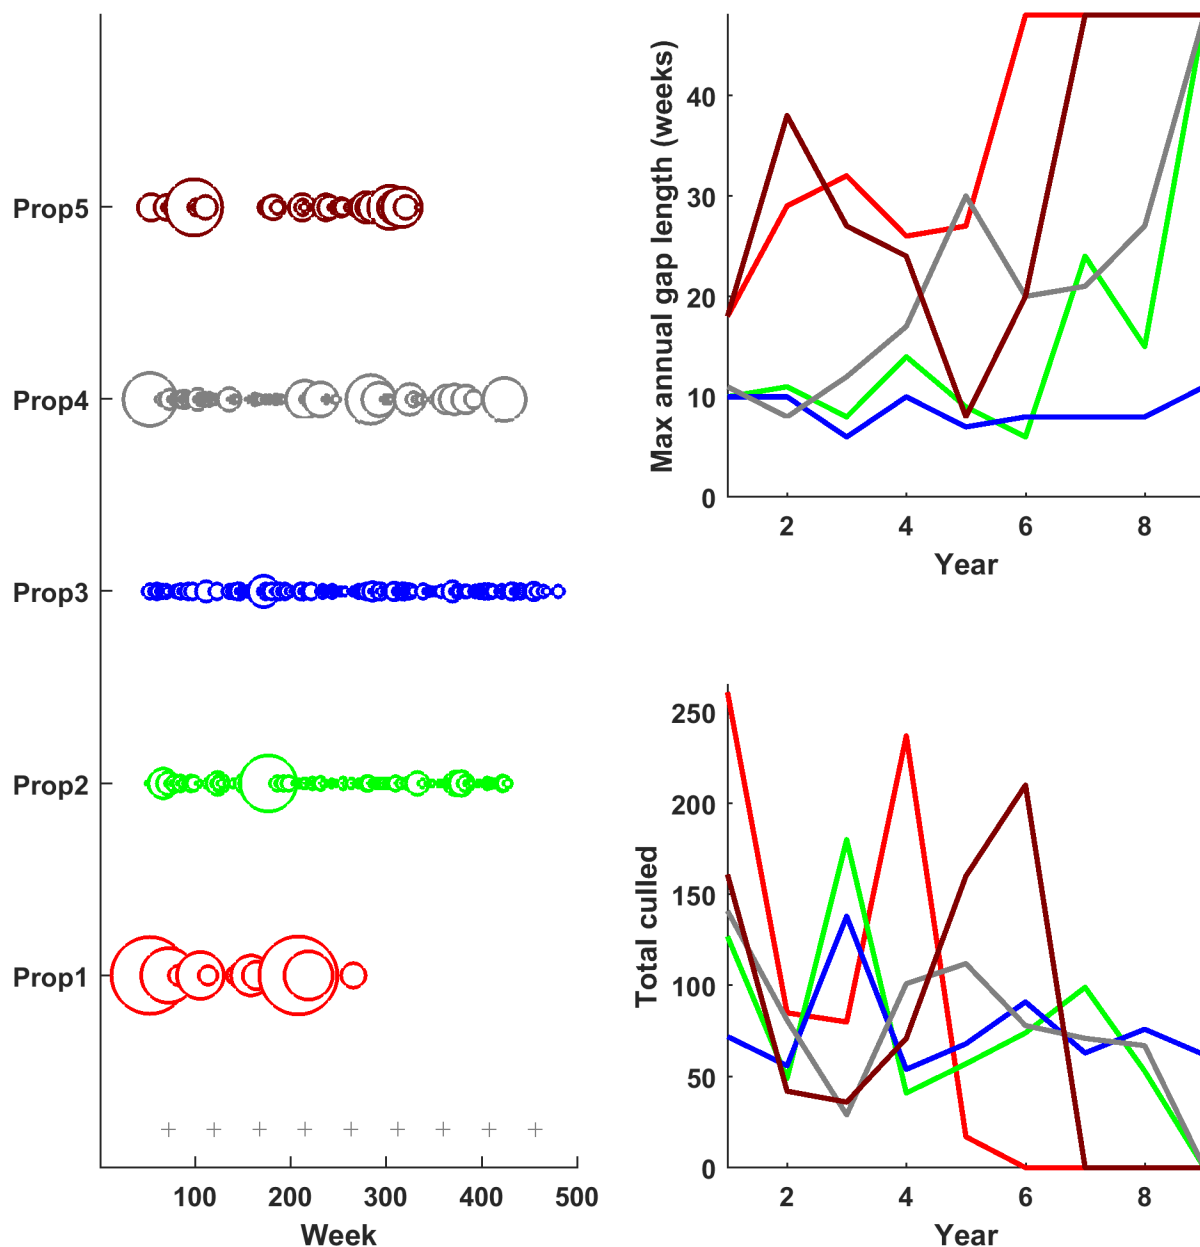 Prop5
Prop4
Prop3
Prop2
Prop1
100 200 300 400 500
Week
Max annual gap length (weeks)
40
30
20
10
0
2 4 6 8
Year
Total culled
250
200
150
100
50
0
2 4 6 8
Year